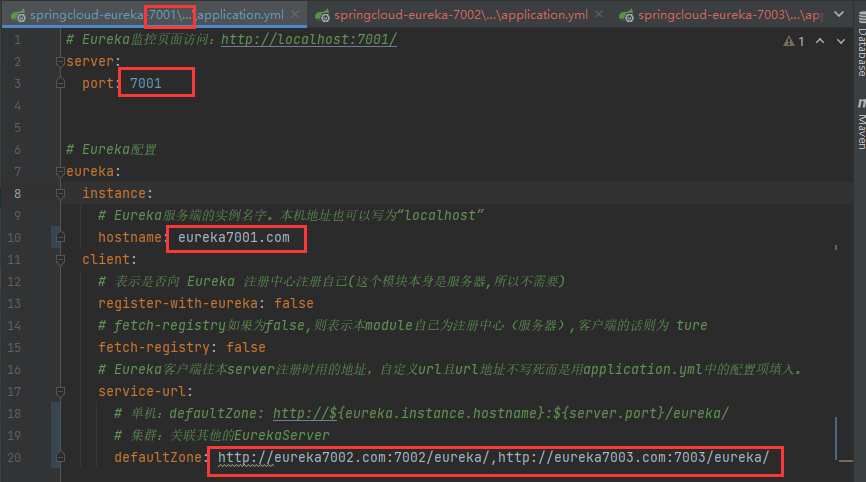 springcloud-eureka-7001\...\application.yml springcloud-eureka-7002\...\application.yml springcloud-eureka-7003\...\ap
1 # Eureka监控页面访问：http://localhost:7001/ 1
2 server:
3 port: 7001
4
5
6 # Eureka配置
7 eureka:
8 instance:
9 # Eureka服务端的实例名字。本机地址也可以写为“localhost”
10 hostname: eureka7001.com
11 client:
12 # 表示是否向 Eureka 注册中心注册自己(这个模块本身是服务器,所以不需要)
13 register-with-eureka: false
14 # fetch-registry如果为false,则表示本module自己为注册中心（服务器）,客户端的话则为 ture
15 fetch-registry: false
16 # Eureka客户端往本server注册时用的地址，自定义url且url地址不写死而是用application.yml中的配置项填入。
17 service-url:
18 # 单机：defaultZone: http://${eureka.instance.hostname}:${server.port}/eureka/
19 # 集群：关联其他的EurekaServer
20 defaultZone: http://eureka7002.com:7002/eureka/,http://eureka7003.com:7003/eureka/
Database
m
Maven